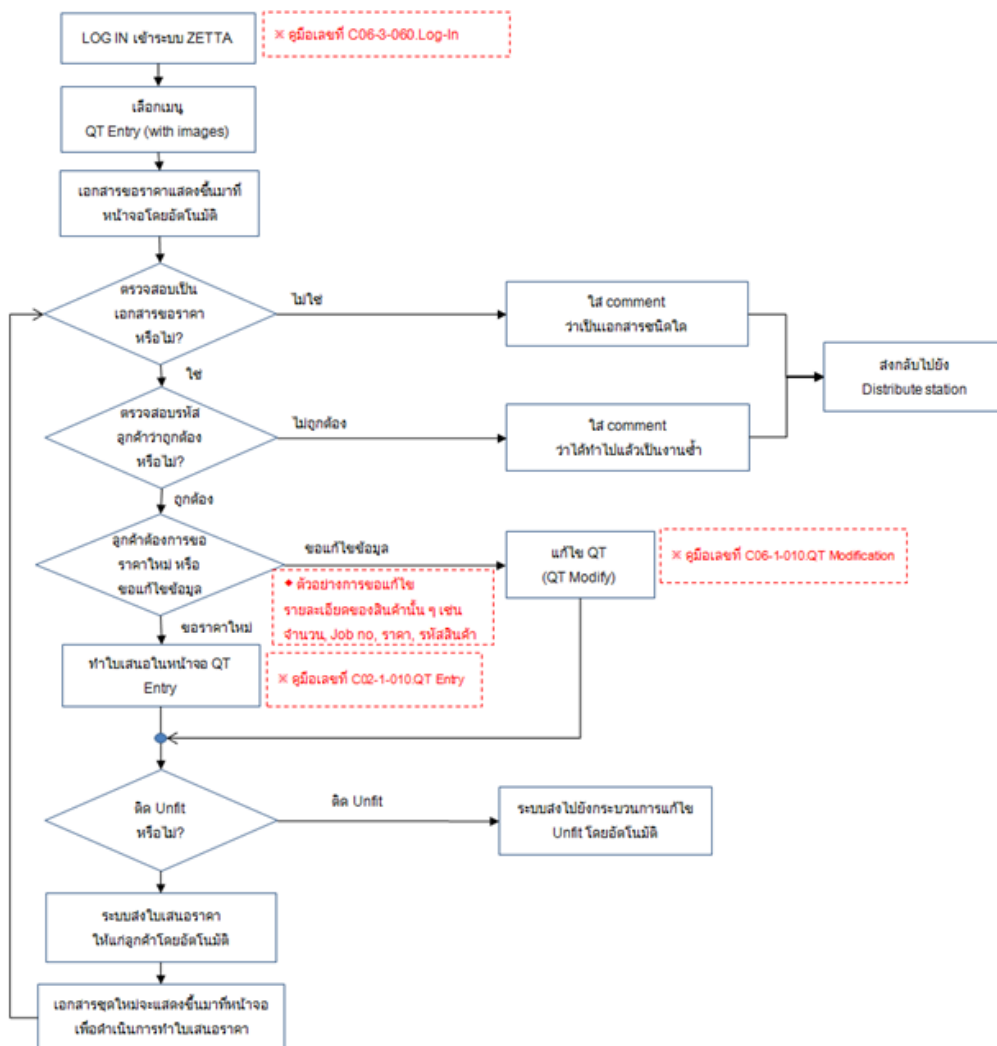 LOG IN เข้าระบบ ZETTA
※ คู่มือเลขที่ C06-3-060.Log-In
เลือกเมนู
QT Entry (with images)
เอกสารขอราคาแสดงขึ้นมาที่
หน้าจอโดยอัตโนมัติ
ตรวจสอบเป็น
เอกสารขอราคา
หรือไม่?
ไม่ใช่
ใส่ comment
ว่าเป็นเอกสารชนิดใด
ส่งกลับไปยัง
Distribute station
ใช่
ตรวจสอบรหัส
ลูกค้าว่าถูกต้อง
หรือไม่?
ไม่ถูกต้อง
ใส่ comment
ว่าได้ทำไปแล้วเป็นงานซ้ำ
ถูกต้อง
ลูกค้าต้องการขอ
ราคาใหม่ หรือ
ขอแก้ไขข้อมูล
ขอแก้ไขข้อมูล
แก้ไข QT
(QT Modify)
※ คู่มือเลขที่ C06-1-010.QT Modification
◆ ตัวอย่างการขอแก้ไข
รายละเอียดของสินค้านั้น ๆ เช่น
จำนวน, Job no, ราคา, รหัสสินค้า
ขอราคาใหม่
ทำใบเสนอในหน้าจอ QT
Entry
※ คู่มือเลขที่ C02-1-010.QT Entry
ติด Unfit
หรือไม่?
ติด Unfit
ระบบส่งไปยังกระบวนการแก้ไข
Unfit โดยอัตโนมัติ
ระบบส่งใบเสนอราคา
ให้แก่ลูกค้าโดยอัตโนมัติ
เอกสารชุดใหม่จะแสดงขึ้นมาที่หน้าจอ
เพื่อดำเนินการทำใบเสนอราคา